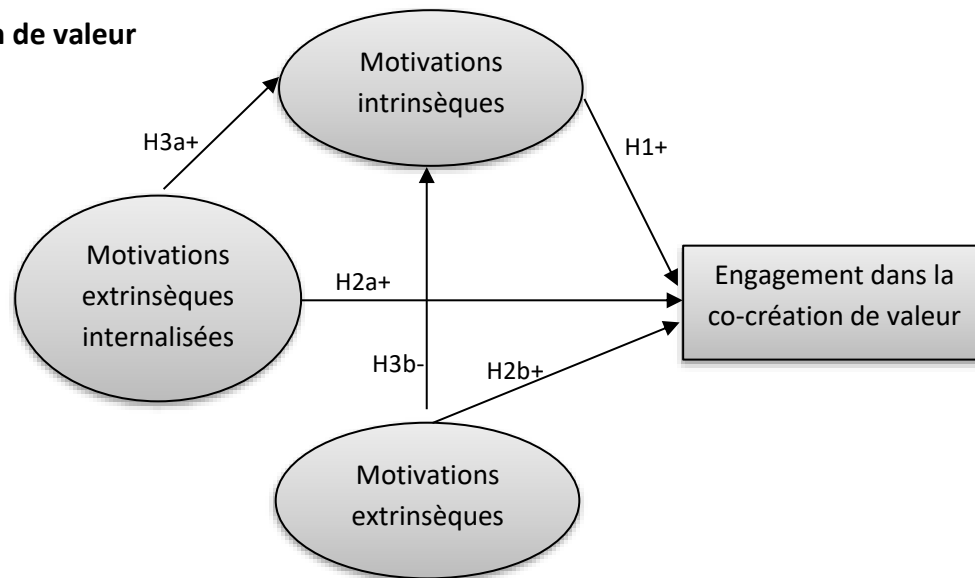 n de valeur
Motivations
intrinsèques
H3a+
H1+
Motivations
extrinsèques
internalisées
H2a+
Engagement dans la
co-création de valeur
H3b-
H2b+
Motivations
extrinsèques